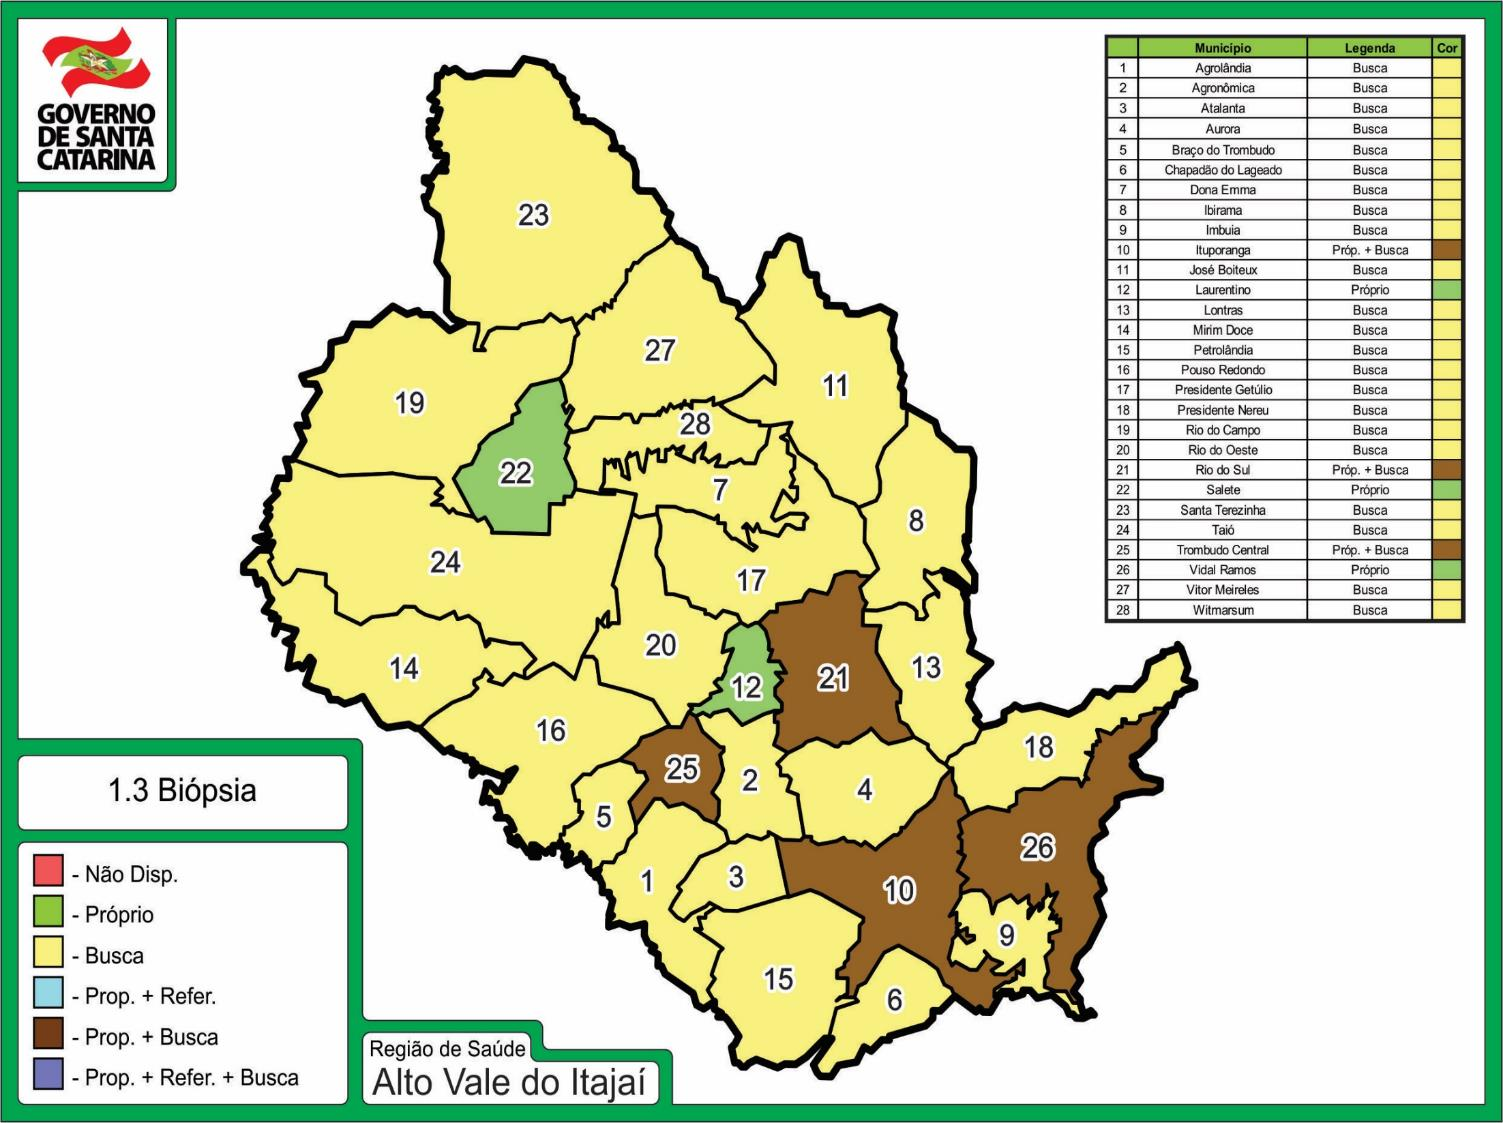 GOVERNO
DE SANTA
CATARINA
Município Legenda Cor
1 Agrolândia Busca
2 Agronômica Busca
3 Atalanta Busca
4 Aurora Busca
5 Braço do Trombudo Busca
6 Chapadão do Lageado Busca
7 Dona Emma Busca
8 Ibirama Busca
9 Imbuia Busca
10 Ituporanga Próp. + Busca
11 José Boiteux Busca
12 Laurentino Próprio
13 Lontras Busca
14 Mirim Doce Busca
15 Petrolândia Busca
16 Pouso Redondo Busca
17 Presidente Getúlio Busca
18 Presidente Nereu Busca
19 Rio do Campo Busca
20 Rio do Oeste Busca
21 Rio do Sul Próp. + Busca
22 Salete Próprio
23 Santa Terezinha Busca
24 Taió Busca
25 Trombudo Central Próp. + Busca
26 Vidal Ramos Próprio
27 Vitor Meireles Busca
28 Witmarsum Busca
23
27
11
19
28
22
7
8
24
17
20
14
13
21
12
16
18
25
2
4
5
26
3
1
10
9
15
6
1.3 Biópsia
- Não Disp.
- Próprio
- Busca
- Prop. + Refer.
- Prop. + Busca
- Prop. + Refer. + Busca
Região de Saúde
Alto Vale do Itajaí